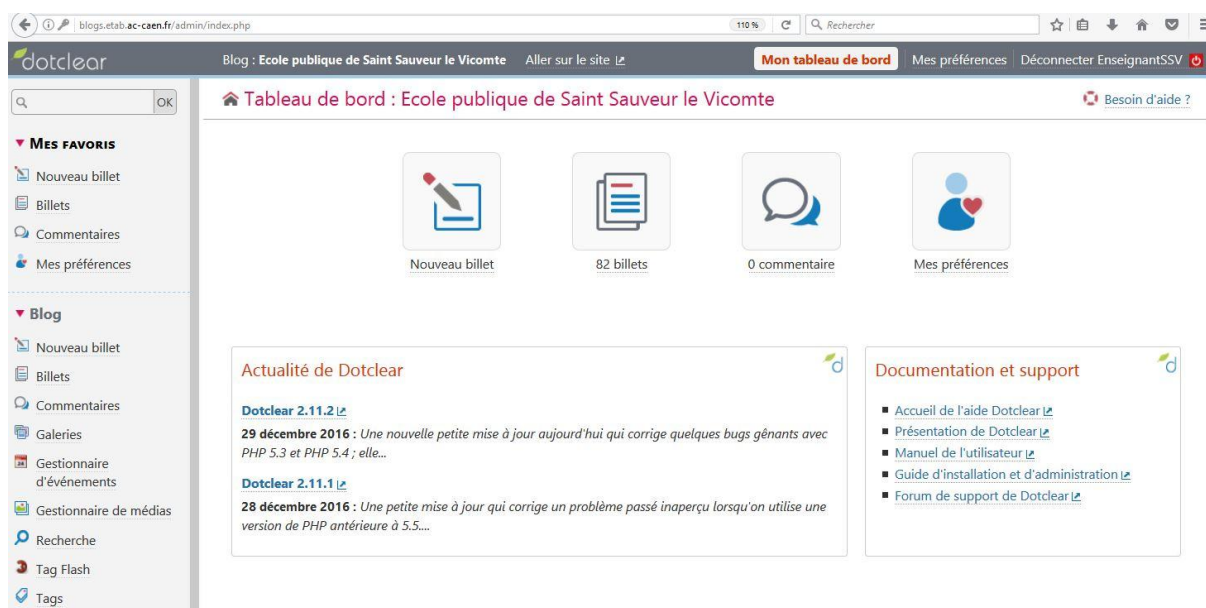 blogs.etab.ac-caen.fr/admin/index.php
110 %
Rechercher
dotclear
Blog : Ecole publique de Saint Sauveur le Vicomte
Aller sur le site
Mon tableau de bord
Mes préférences
Déconnecter EnseignantSSV
OK
Tableau de bord : Ecole publique de Saint Sauveur le Vicomte
Besoin d'aide ?
MES FAVORIS
Nouveau billet
Billets
Commentaires
Mes préférences
Blog
Nouveau billet
Billets
Commentaires
Galeries
Gestionnaire
d'événements
Gestionnaire de médias
Recherche
Tag Flash
Tags
Nouveau billet
82 billets
0 commentaire
Mes préférences
Actualité de Dotclear
Dotclear 2.11.2
29 décembre 2016 : Une nouvelle petite mise à jour aujourd'hui qui corrige quelques bugs gênants avec
PHP 5.3 et PHP 5.4 ; elle...
Dotclear 2.11.1
28 décembre 2016 : Une petite mise à jour qui corrige un problème passé inaperçu lorsqu'on utilise une
version de PHP antérieure à 5.5....
Documentation et support
Accueil de l'aide Dotclear
Présentation de Dotclear
Manuel de l'utilisateur
Guide d'installation et d'administration
Forum de support de Dotclear